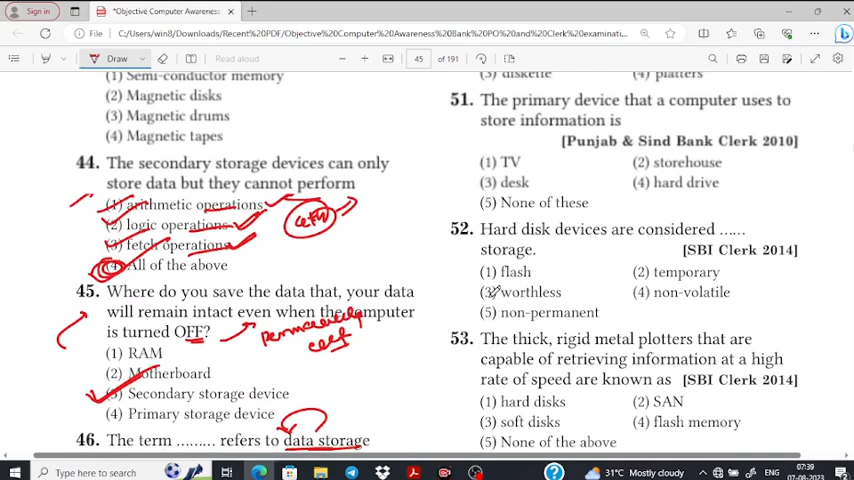 Sign in
*Objective Computer Awareness
File
C:/Users/win8/Downloads/Recent%20PDF/Objective%20Computer%20Awareness%20Bank%20PO%20and%20Clerk%20examination...
Draw
Read aloud
45
of 191
(1) Semi-conductor memory
(2) Magnetic disks
(3) Magnetic drums
(4) Magnetic tapes
44. The secondary storage devices can only
store data but they cannot perform
(1) arithmetic operations
(2) logic operations
(3) fetch operations
(4) All of the above
45. Where do you save the data that, your data
will remain intact even when the computer
is turned OFF?
permanently
(1) RAM
(2) Motherboard
(3) Secondary storage device
(4) Primary storage device
46. The term ......... refers to data storage
(3) diskette (4) platters
51. The primary device that a computer uses to
store information is
[Punjab & Sind Bank Clerk 2010]
(1) TV (2) storehouse
(3) desk (4) hard drive
(5) None of these
52. Hard disk devices are considered ......
storage. [SBI Clerk 2014]
(1) flash (2) temporary
(3) worthless (4) non-volatile
(5) non-permanent
53. The thick, rigid metal plotters that are
capable of retrieving information at a high
rate of speed are known as [SBI Clerk 2014]
(1) hard disks (2) SAN
(3) soft disks (4) flash memory
(5) None of the above
Type here to search
31°C Mostly cloudy
ENG
07:39
07-08-2023